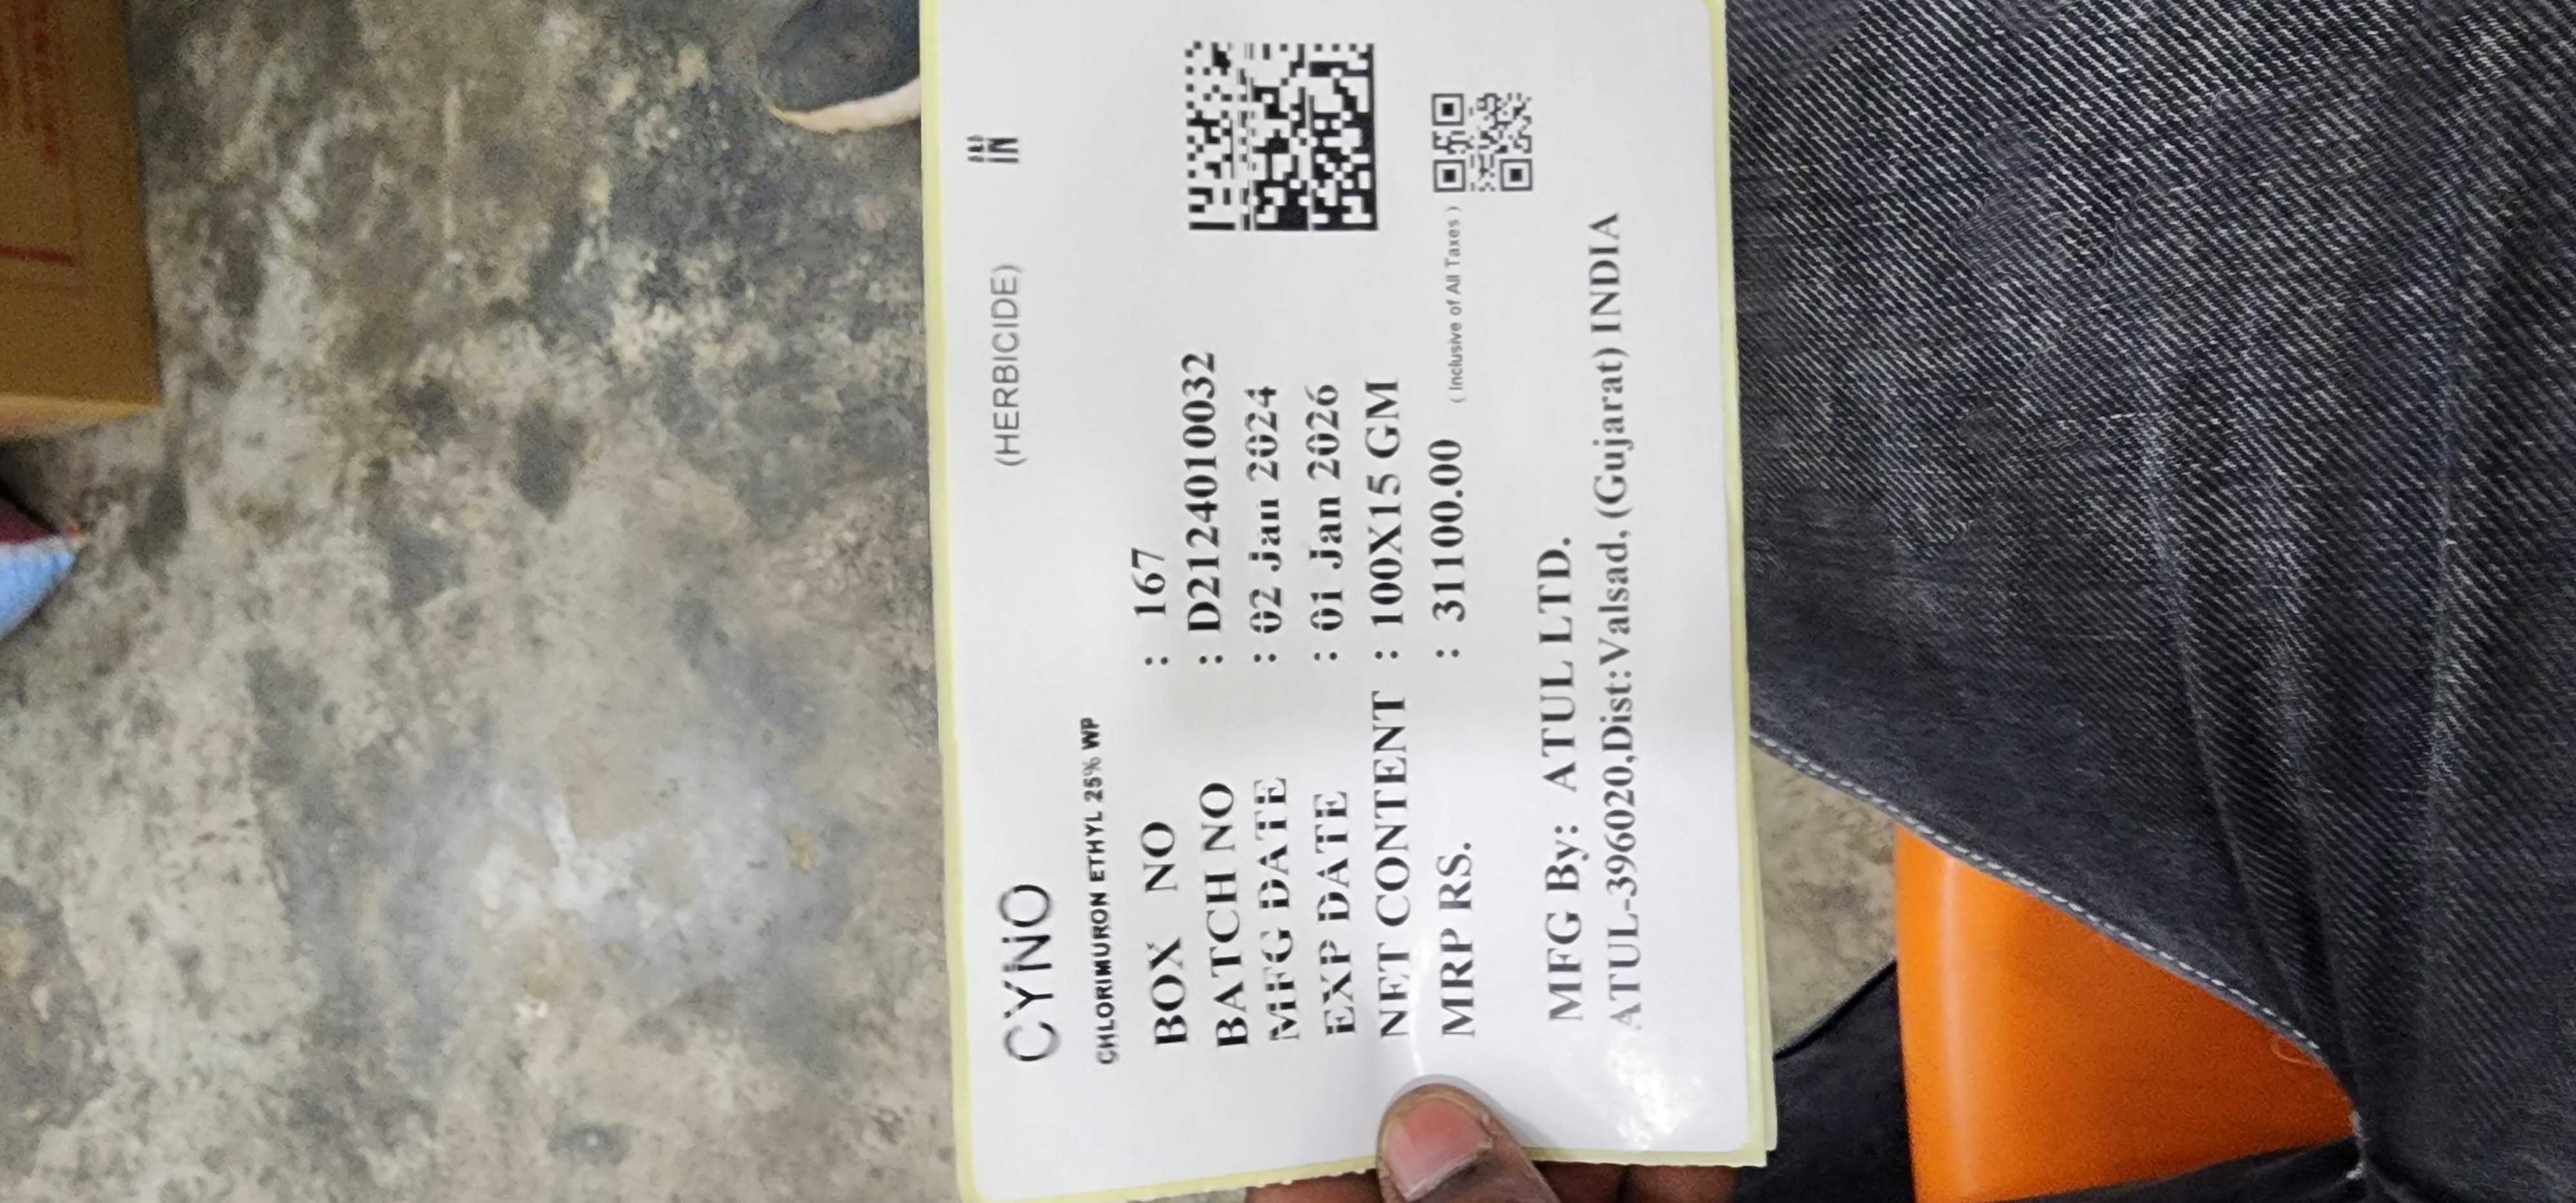 CYNO (HERBICIDE) IN
CHLORIMURON ETHYL 25% WP
BOX NO : 167
BATCH NO : D2124010032
MFG DATE : 02 Jan 2024
EXP DATE : 01 Jan 2026
NET CONTENT : 100X15 GM
MRP RS. : 31100.00 ( Inclusive of All Taxes )
MFG By: ATUL LTD.
ATUL-396020,Dist:Valsad, (Gujarat) INDIA